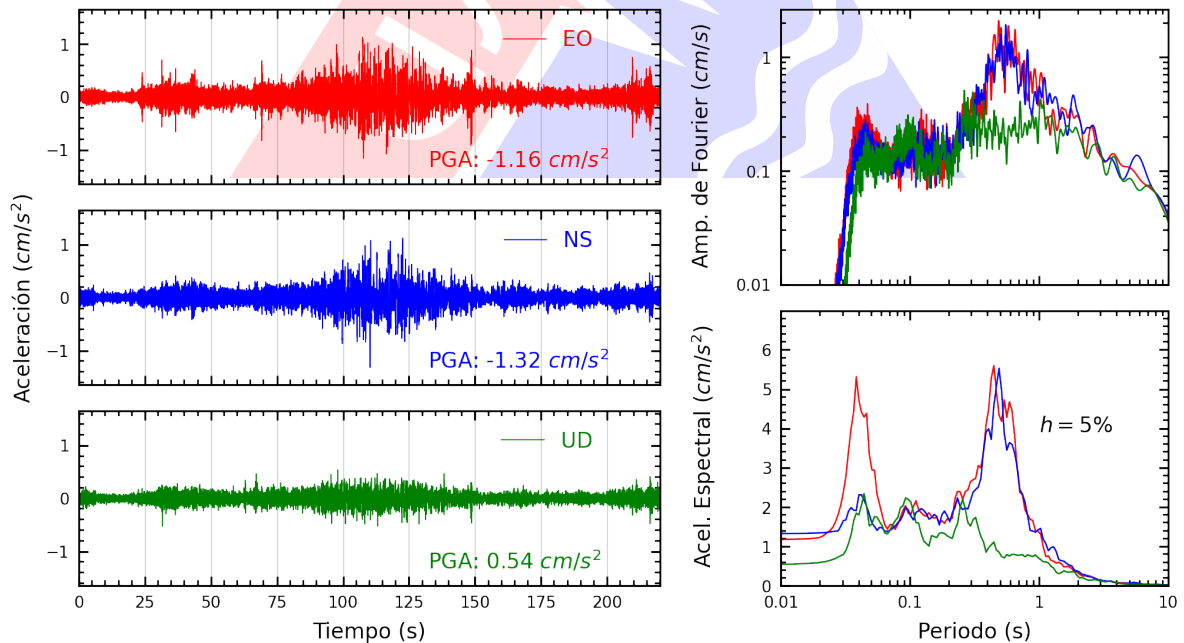 Aceleración (cm/s²)
1
0
−1
EO
PGA: -1.16 cm/s²
1
0
−1
NS
PGA: -1.32 cm/s²
1
0
−1
UD
PGA: 0.54 cm/s²
0 25 50 75 100 125 150 175 200
Tiempo (s)
Amp. de Fourier (cm/s)
1
0.1
0.01
Acel. Espectral (cm/s²)
6
5
4
3
2
1
0
h = 5%
0.01 0.1 1 10
Periodo (s)